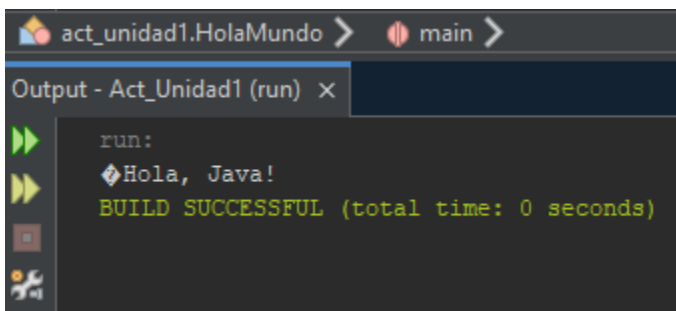 act_unidad1.HolaMundo > main >
Output - Act_Unidad1 (run) ×
run:
�Hola, Java!
BUILD SUCCESSFUL (total time: 0 seconds)